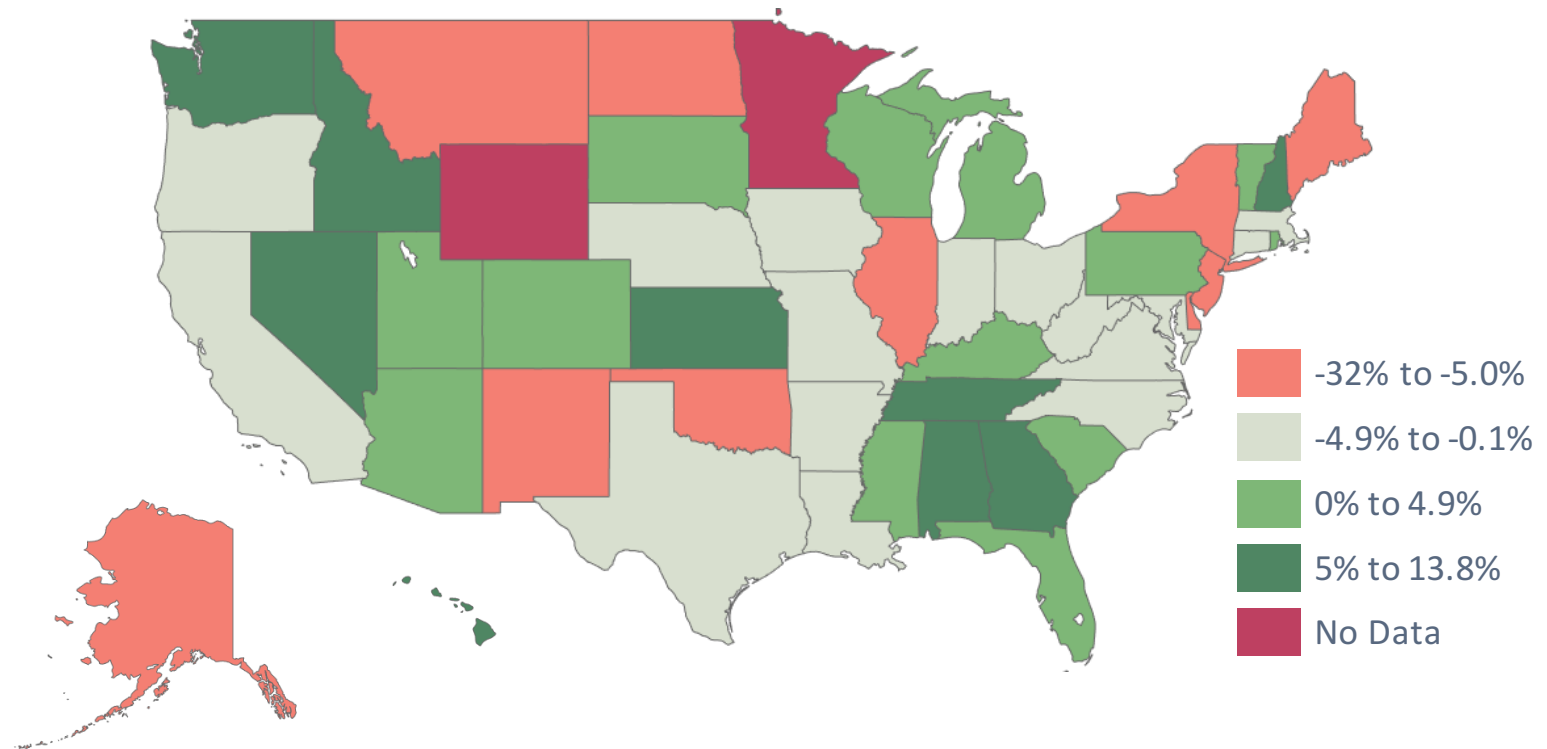 -32% to -5.0%
-4.9% to -0.1%
0% to 4.9%
5% to 13.8%
No Data